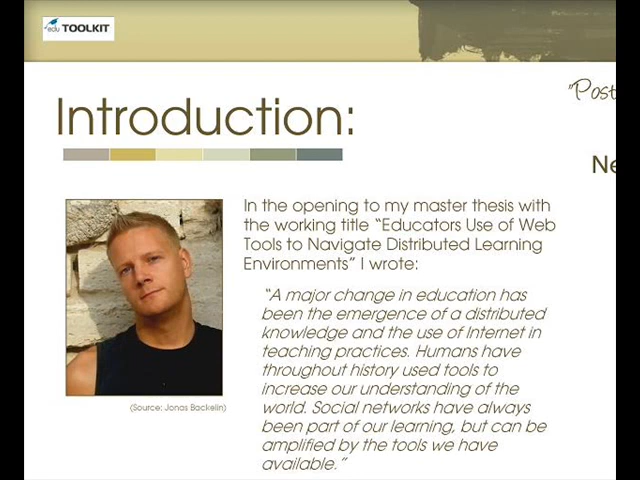 edu TOOLKIT
"Post
Introduction:
Ne
In the opening to my master thesis with
the working title “Educators Use of Web
Tools to Navigate Distributed Learning
Environments” I wrote:
“A major change in education has
been the emergence of a distributed
knowledge and the use of Internet in
teaching practices. Humans have
throughout history used tools to
increase our understanding of the
world. Social networks have always
been part of our learning, but can be
amplified by the tools we have
available.”
(Source: Jonas Backelin)